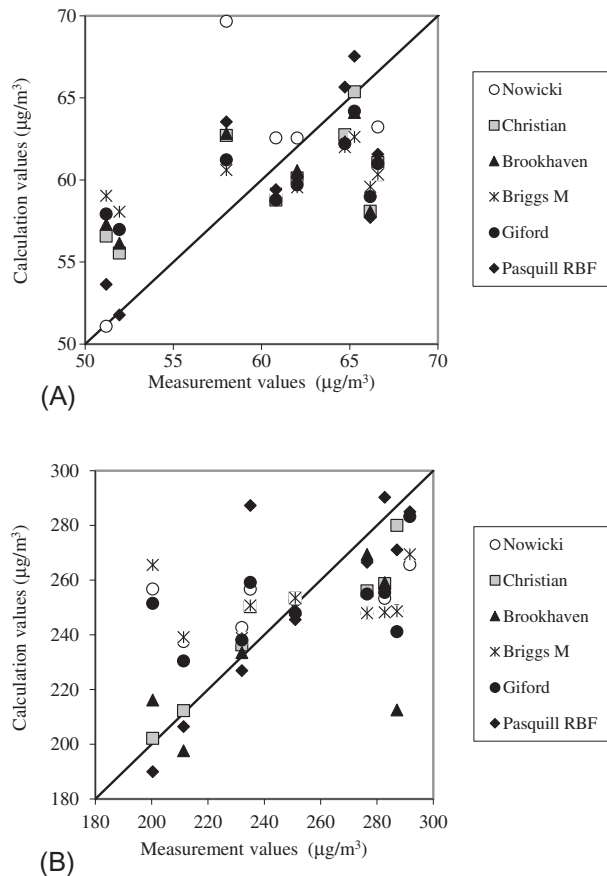 70
65
60
55
50
Calculation values (µg/m³)
50 55 60 65 70
Measurement values (µg/m³)
Nowicki
Christian
Brookhaven
Briggs M
Giford
Pasquill RBF
(A)
300
280
260
240
220
200
180
Calculation values (µg/m³)
180 200 220 240 260 280 300
Measurement values (µg/m³)
Nowicki
Christian
Brookhaven
Briggs M
Giford
Pasquill RBF
(B)